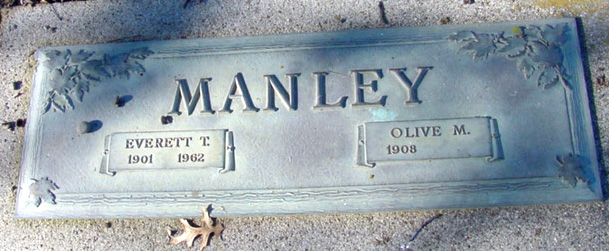 MANLEY
EVERETT T.
1901 1962
OLIVE M.
1908